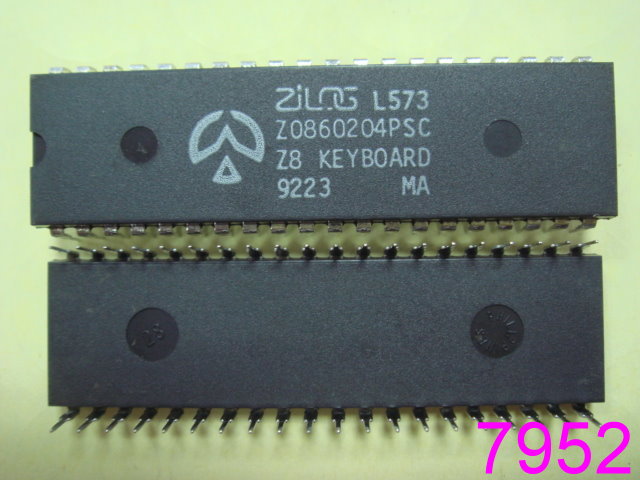 ZiLOG L573
Z0860204PSC
Z8 KEYBOARD
9223 MA
7952